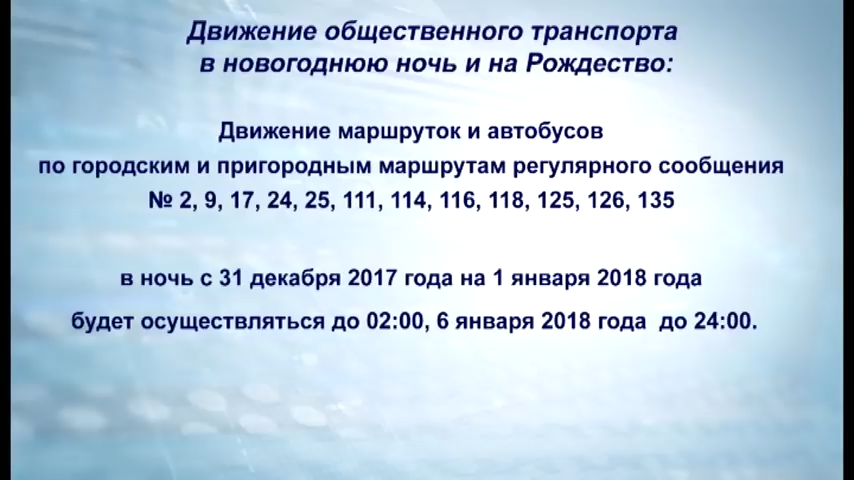 Движение общественного транспорта
в новогоднюю ночь и на Рождество:
Движение маршруток и автобусов
по городским и пригородным маршрутам регулярного сообщения
№ 2, 9, 17, 24, 25, 111, 114, 116, 118, 125, 126, 135
в ночь с 31 декабря 2017 года на 1 января 2018 года
будет осуществляться до 02:00, 6 января 2018 года до 24:00.